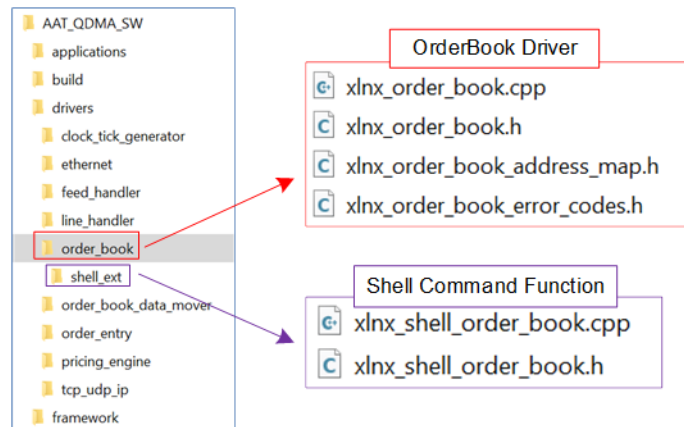 AAT_QDMA_SW
applications
build
drivers
clock_tick_generator
ethernet
feed_handler
line_handler
order_book
shell_ext
order_book_data_mover
order_entry
pricing_engine
tcp_udp_ip
framework
OrderBook Driver
xlnx_order_book.cpp
xlnx_order_book.h
xlnx_order_book_address_map.h
xlnx_order_book_error_codes.h
Shell Command Function
xlnx_shell_order_book.cpp
xlnx_shell_order_book.h